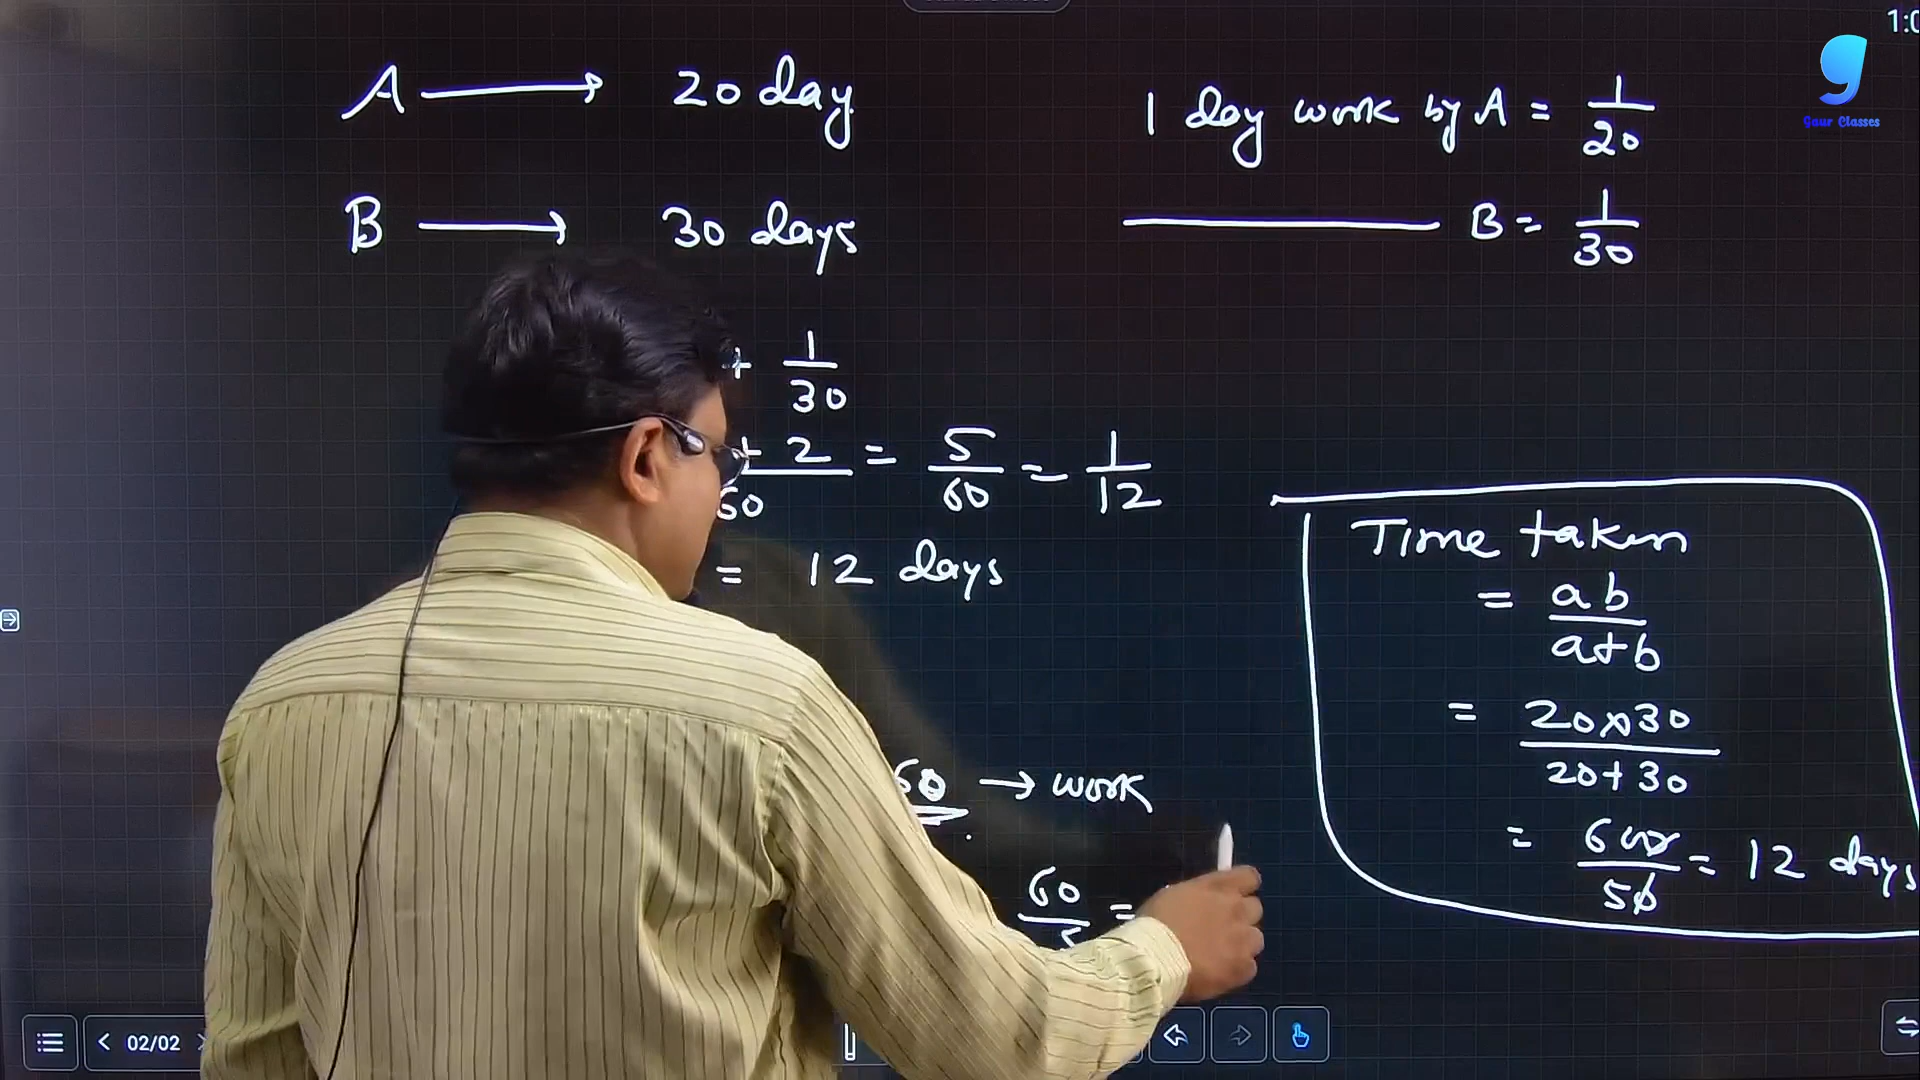 A → 20 day
B → 30 days
1 day work by A = 1/20
B = 1/30
+ 1/30
+ 2 / 60 = 5/60 = 1/12
= 12 days
60 → work
60/5 =
Time taken
= ab/a+b
= 20×30/20+30
= 600/50 = 12 days
1:0
g
Gaur Classes
02/02